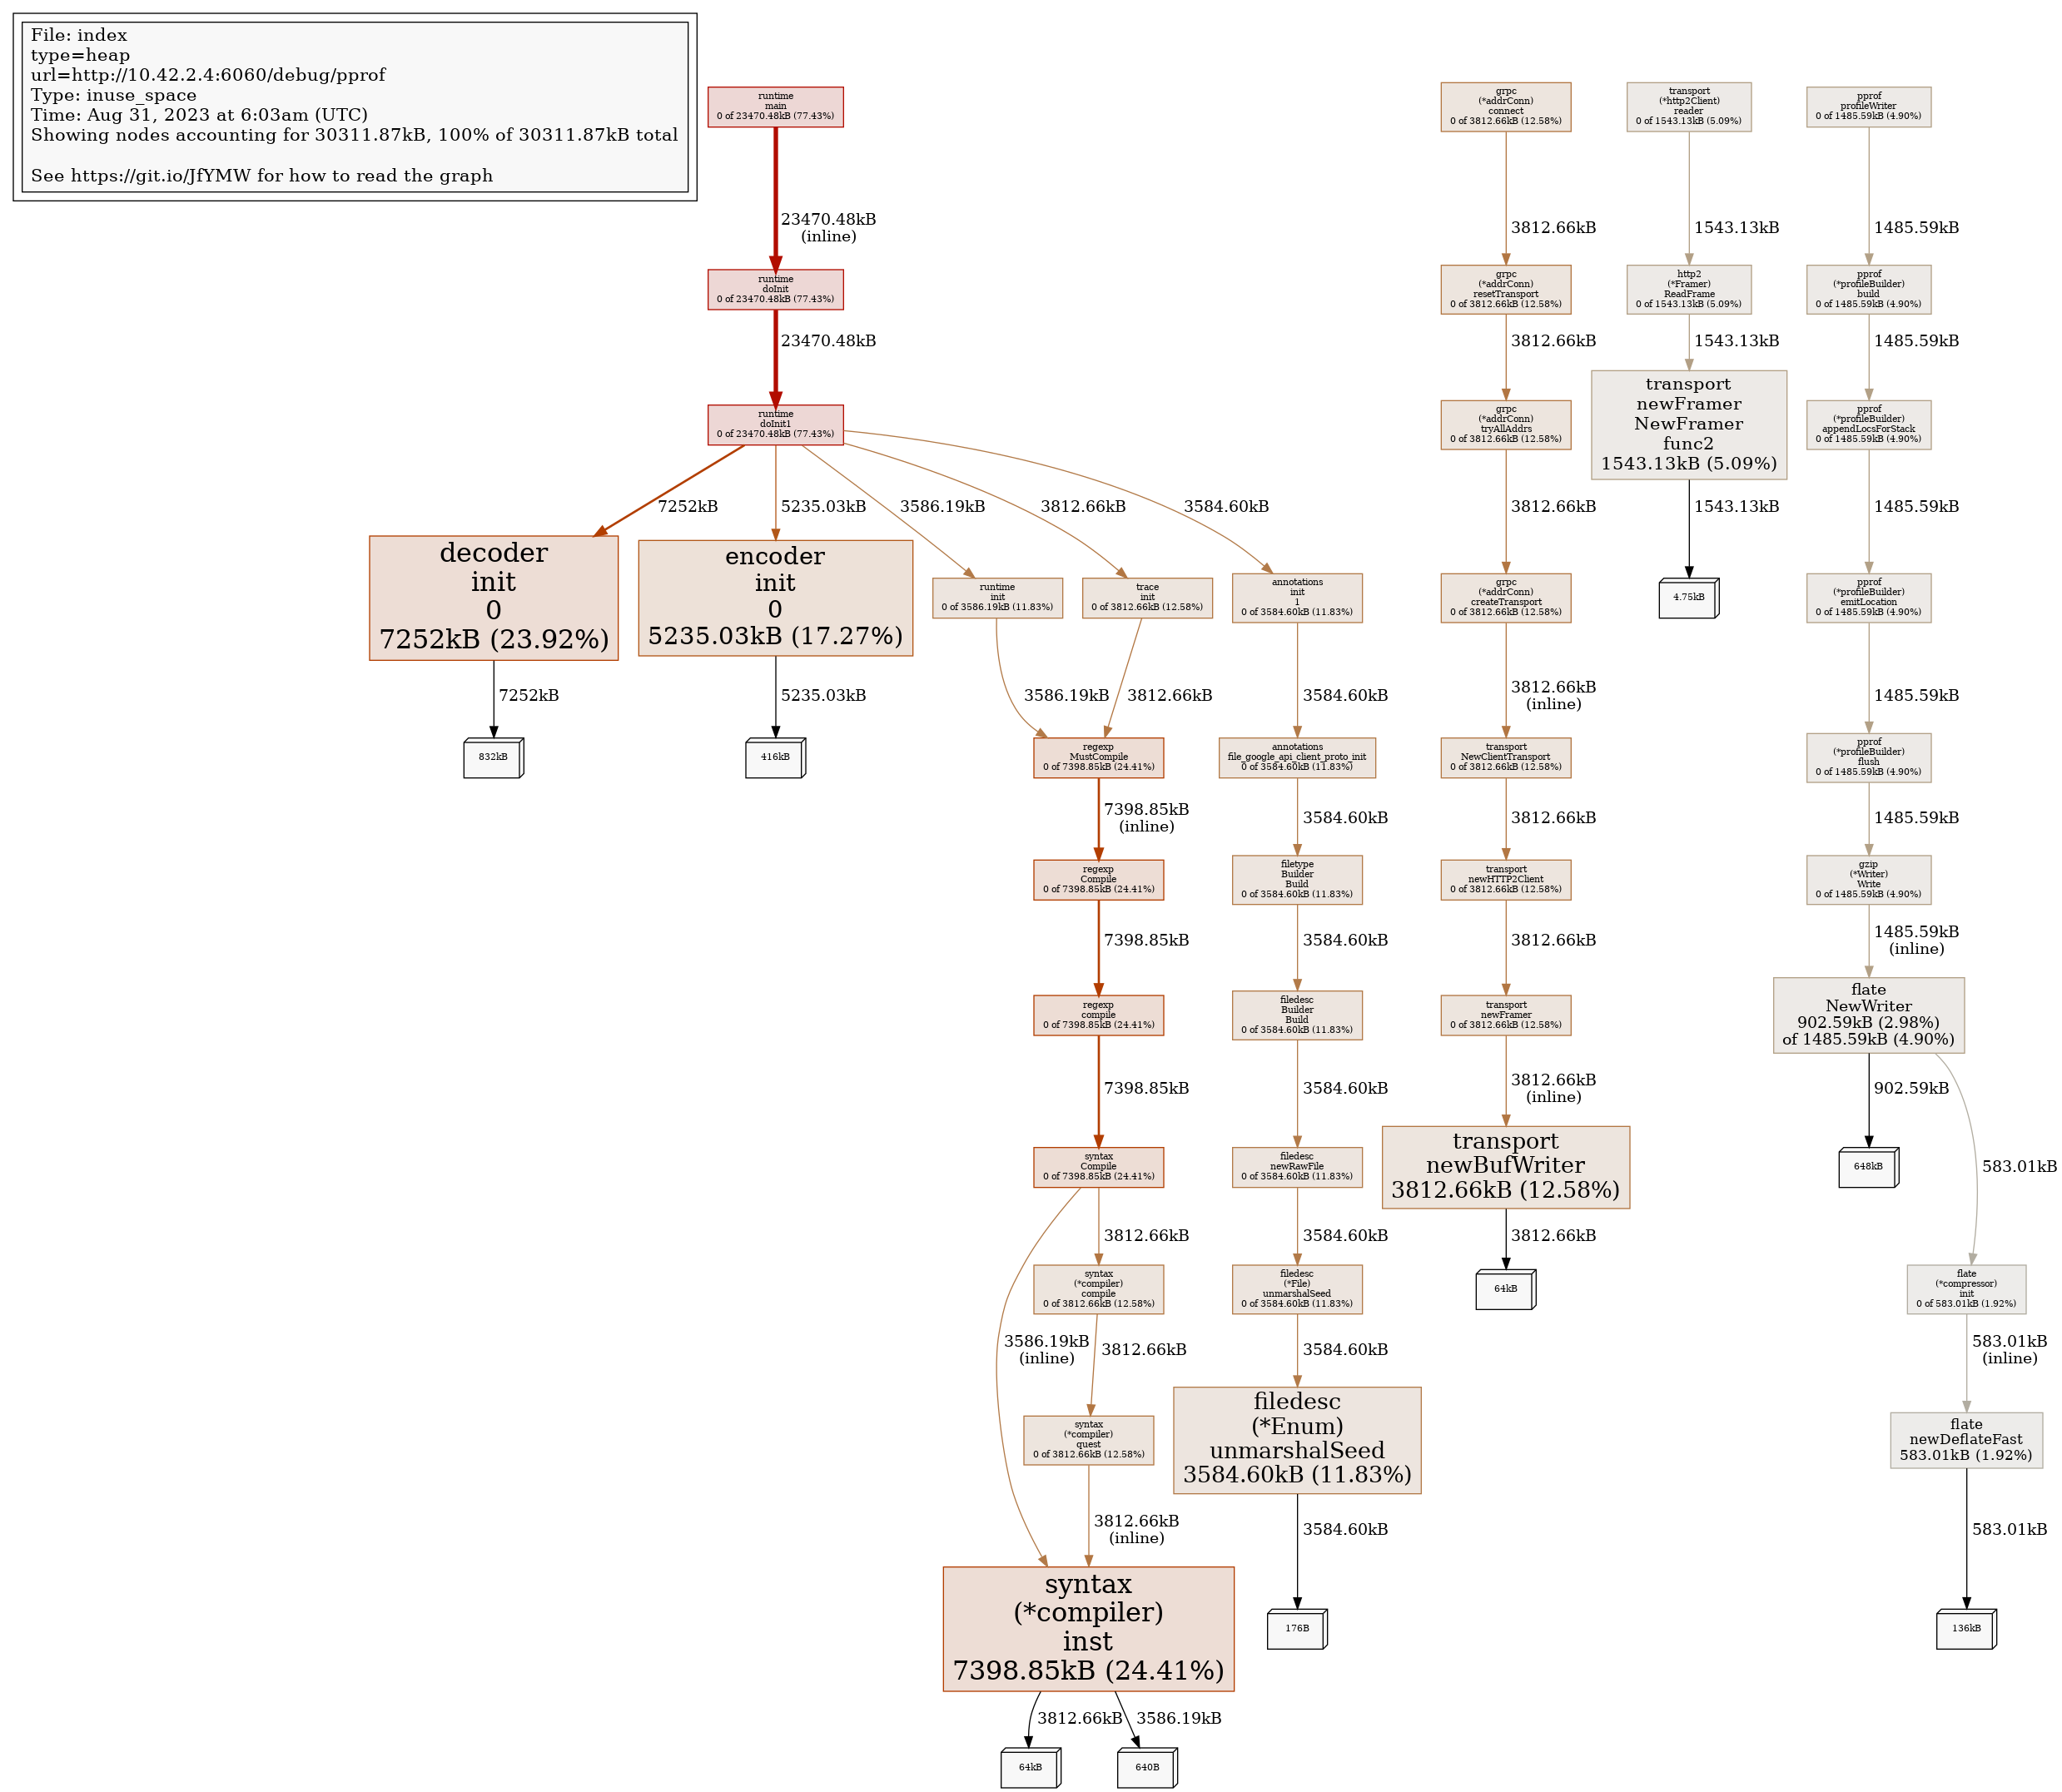 File: index
type=heap
url=http://10.42.2.4:6060/debug/pprof
Type: inuse_space
Time: Aug 31, 2023 at 6:03am (UTC)
Showing nodes accounting for 30311.87kB, 100% of 30311.87kB total
See https://git.io/JfYMW for how to read the graph
runtime
main
0 of 23470.48kB (77.43%)
23470.48kB
(inline)
runtime
doInit
0 of 23470.48kB (77.43%)
23470.48kB
runtime
doInit1
0 of 23470.48kB (77.43%)
7252kB
5235.03kB
3586.19kB
3812.66kB
3584.60kB
decoder
init
0
7252kB (23.92%)
7252kB
832kB
encoder
init
0
5235.03kB (17.27%)
5235.03kB
416kB
runtime
init
0 of 3586.19kB (11.83%)
3586.19kB
trace
init
0 of 3812.66kB (12.58%)
3812.66kB
regexp
MustCompile
0 of 7398.85kB (24.41%)
7398.85kB
(inline)
regexp
Compile
0 of 7398.85kB (24.41%)
7398.85kB
regexp
compile
0 of 7398.85kB (24.41%)
7398.85kB
syntax
Compile
0 of 7398.85kB (24.41%)
3586.19kB
(inline)
3812.66kB
syntax
(*compiler)
compile
0 of 3812.66kB (12.58%)
3812.66kB
syntax
(*compiler)
quest
0 of 3812.66kB (12.58%)
3812.66kB
(inline)
syntax
(*compiler)
inst
7398.85kB (24.41%)
3812.66kB
3586.19kB
64kB
640B
annotations
init
1
0 of 3584.60kB (11.83%)
3584.60kB
annotations
file_google_api_client_proto_init
0 of 3584.60kB (11.83%)
3584.60kB
filetype
Builder
Build
0 of 3584.60kB (11.83%)
3584.60kB
filedesc
Builder
Build
0 of 3584.60kB (11.83%)
3584.60kB
filedesc
newRawFile
0 of 3584.60kB (11.83%)
3584.60kB
filedesc
(*File)
unmarshalSeed
0 of 3584.60kB (11.83%)
3584.60kB
filedesc
(*Enum)
unmarshalSeed
3584.60kB (11.83%)
3584.60kB
176B
grpc
(*addrConn)
connect
0 of 3812.66kB (12.58%)
3812.66kB
grpc
(*addrConn)
resetTransport
0 of 3812.66kB (12.58%)
3812.66kB
grpc
(*addrConn)
tryAllAddrs
0 of 3812.66kB (12.58%)
3812.66kB
grpc
(*addrConn)
createTransport
0 of 3812.66kB (12.58%)
3812.66kB
(inline)
transport
NewClientTransport
0 of 3812.66kB (12.58%)
3812.66kB
transport
newHTTP2Client
0 of 3812.66kB (12.58%)
3812.66kB
transport
newFramer
0 of 3812.66kB (12.58%)
3812.66kB
(inline)
transport
newBufWriter
3812.66kB (12.58%)
3812.66kB
64kB
transport
(*http2Client)
reader
0 of 1543.13kB (5.09%)
1543.13kB
http2
(*Framer)
ReadFrame
0 of 1543.13kB (5.09%)
1543.13kB
transport
newFramer
NewFramer
func2
1543.13kB (5.09%)
1543.13kB
4.75kB
pprof
profileWriter
0 of 1485.59kB (4.90%)
1485.59kB
pprof
(*profileBuilder)
build
0 of 1485.59kB (4.90%)
1485.59kB
pprof
(*profileBuilder)
appendLocsForStack
0 of 1485.59kB (4.90%)
1485.59kB
pprof
(*profileBuilder)
emitLocation
0 of 1485.59kB (4.90%)
1485.59kB
pprof
(*profileBuilder)
flush
0 of 1485.59kB (4.90%)
1485.59kB
gzip
(*Writer)
Write
0 of 1485.59kB (4.90%)
1485.59kB
(inline)
flate
NewWriter
902.59kB (2.98%)
of 1485.59kB (4.90%)
902.59kB
648kB
583.01kB
flate
(*compressor)
init
0 of 583.01kB (1.92%)
583.01kB
(inline)
flate
newDeflateFast
583.01kB (1.92%)
583.01kB
136kB